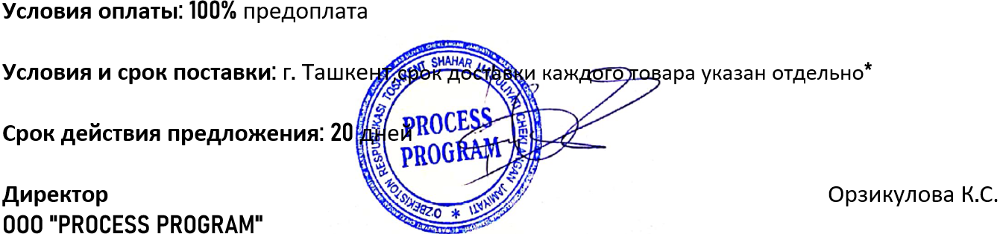 Условия оплаты: 100% предоплата
Условия и срок поставки: г. Ташкент,срок доставки каждого товара указан отдельно*
Срок действия предложения: 20 дней
O'ZBEKISTON RESPUBLIKASI TOSHKENT SHAHAR MAS'ULIYATI CHEKLANGAN JAMIYATI *
PROCESS
PROGRAM
Директор
Орзикулова К.С.
ООО "PROCESS PROGRAM"